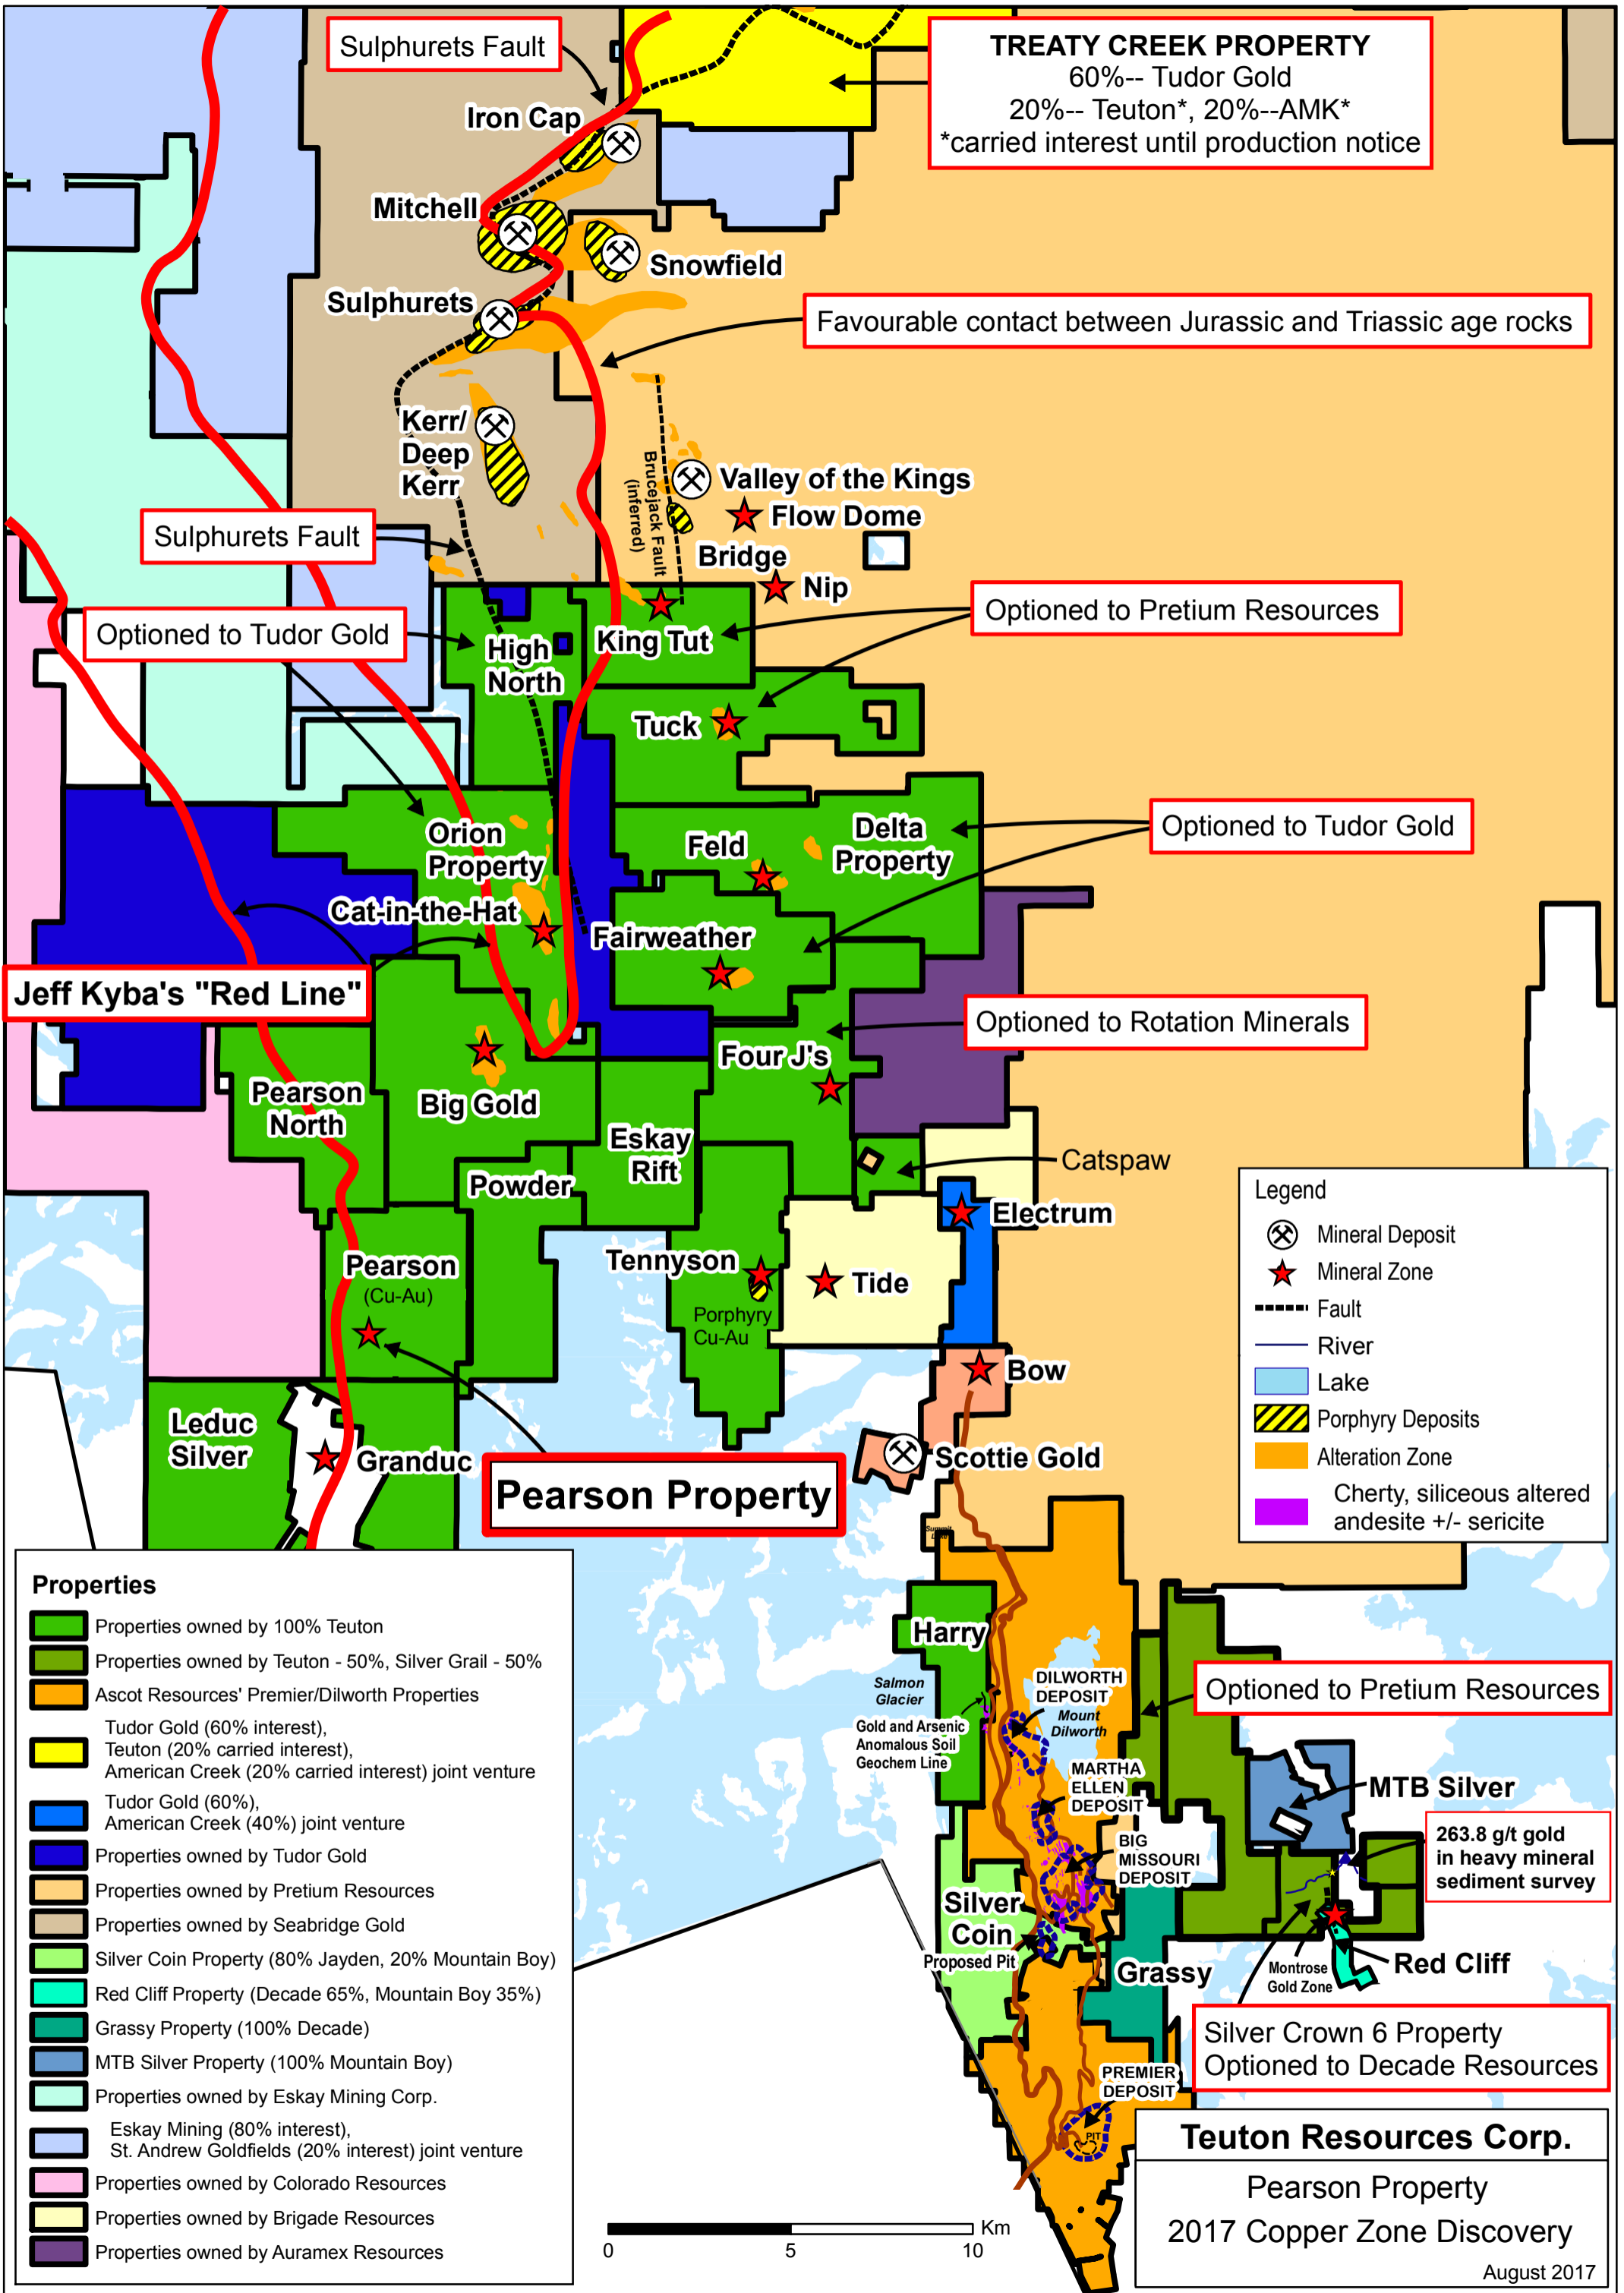 Sulphurets Fault
TREATY CREEK PROPERTY
60%-- Tudor Gold
20%-- Teuton*, 20%--AMK*
*carried interest until production notice
Iron Cap
Mitchell
Snowfield
Sulphurets
Favourable contact between Jurassic and Triassic age rocks
Kerr/
Deep
Kerr
Brucejack Fault
(inferred)
Valley of the Kings
Flow Dome
Sulphurets Fault
Bridge
Nip
Optioned to Pretium Resources
Optioned to Tudor Gold
High
North
King Tut
Tuck
Orion
Property
Feld
Delta
Property
Optioned to Tudor Gold
Cat-in-the-Hat
Fairweather
Jeff Kyba's "Red Line"
Optioned to Rotation Minerals
Four J's
Pearson
North
Big Gold
Eskay
Rift
Catspaw
Powder
Electrum
Pearson
(Cu-Au)
Tennyson
Porphyry
Cu-Au
Tide
Bow
Leduc
Silver
Granduc
Scottie Gold
Pearson Property
Legend
Mineral Deposit
Mineral Zone
Fault
River
Lake
Porphyry Deposits
Alteration Zone
Cherty, siliceous altered
andesite +/- sericite
Summit
Harry
Salmon
Glacier
Gold and Arsenic
Anomalous Soil
Geochem Line
DILWORTH
DEPOSIT
Mount
Dilworth
MARTHA
ELLEN
DEPOSIT
BIG
MISSOURI
DEPOSIT
Optioned to Pretium Resources
MTB Silver
263.8 g/t gold
in heavy mineral
sediment survey
Silver
Coin
Proposed Pit
Grassy
Montrose
Gold Zone
Red Cliff
Silver Crown 6 Property
Optioned to Decade Resources
PREMIER
DEPOSIT
PIT
Properties
Properties owned by 100% Teuton
Properties owned by Teuton - 50%, Silver Grail - 50%
Ascot Resources' Premier/Dilworth Properties
Tudor Gold (60% interest),
Teuton (20% carried interest),
American Creek (20% carried interest) joint venture
Tudor Gold (60%),
American Creek (40%) joint venture
Properties owned by Tudor Gold
Properties owned by Pretium Resources
Properties owned by Seabridge Gold
Silver Coin Property (80% Jayden, 20% Mountain Boy)
Red Cliff Property (Decade 65%, Mountain Boy 35%)
Grassy Property (100% Decade)
MTB Silver Property (100% Mountain Boy)
Properties owned by Eskay Mining Corp.
Eskay Mining (80% interest),
St. Andrew Goldfields (20% interest) joint venture
Properties owned by Colorado Resources
Properties owned by Brigade Resources
Properties owned by Auramex Resources
Km
0 5 10
Teuton Resources Corp.
Pearson Property
2017 Copper Zone Discovery
August 2017